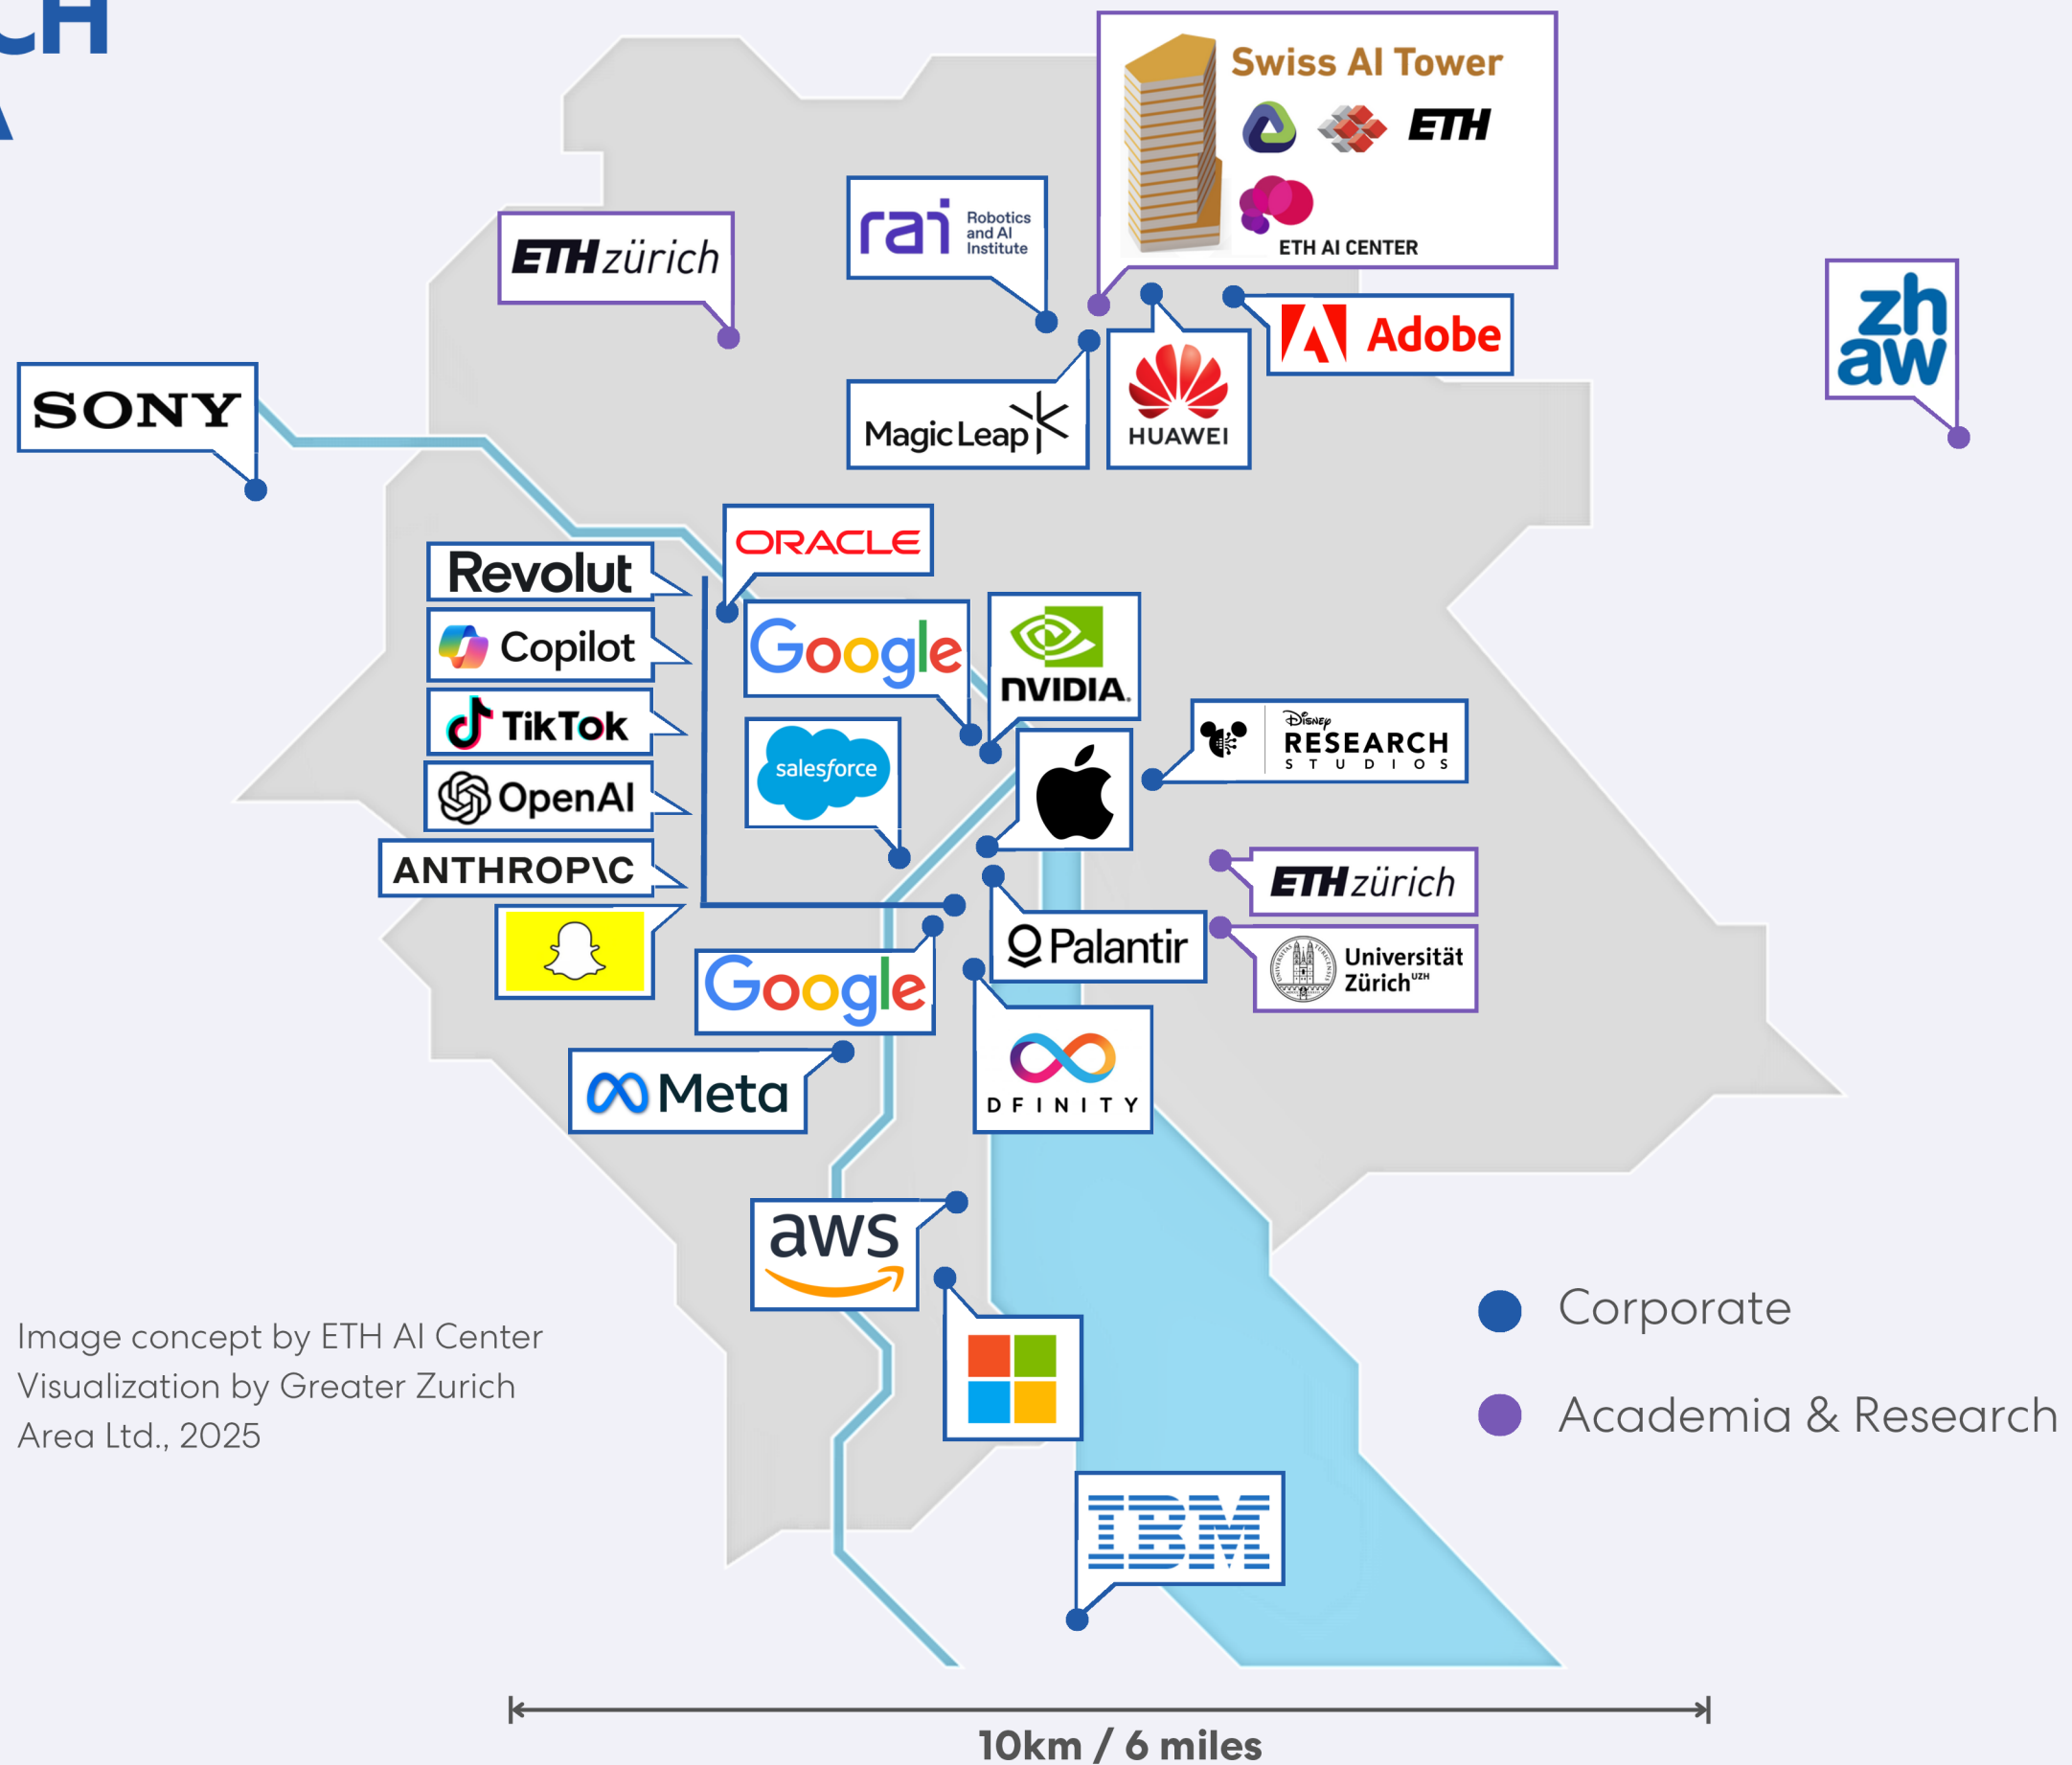 CH
A
Swiss AI Tower
ETH
ETH AI CENTER
rai Robotics
and AI
Institute
ETH zürich
Adobe
zh
aw
SONY
Magic Leap
HUAWEI
ORACLE
Revolut
Copilot
Google
NVIDIA.
TikTok
salesforce
DISNEY
RESEARCH
STUDIOS
OpenAI
ANTHROP\C
ETH zürich
Palantir
Universität
Zürich UZH
Google
Meta
DFINITY
aws
IBM
Corporate
Academia & Research
Image concept by ETH AI Center
Visualization by Greater Zurich
Area Ltd., 2025
10km / 6 miles